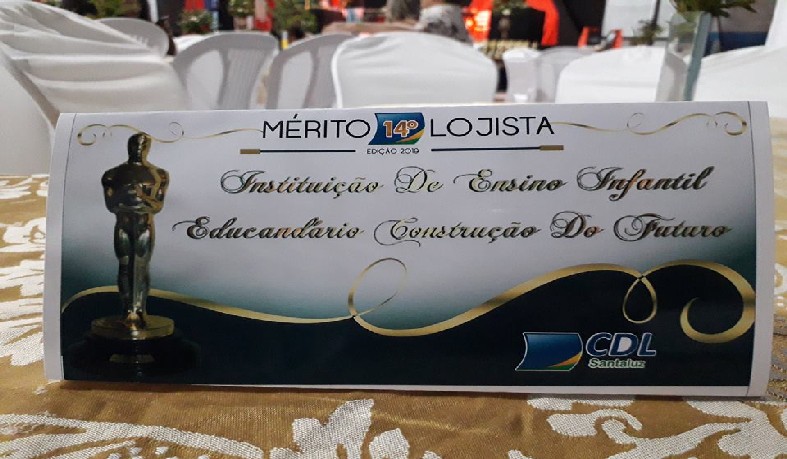 MÉRITO 14º LOJISTA
EDIÇÃO 2019
Instituição De Ensino Infantil
Educandário Construção Do Futuro
CDL
Santaluz